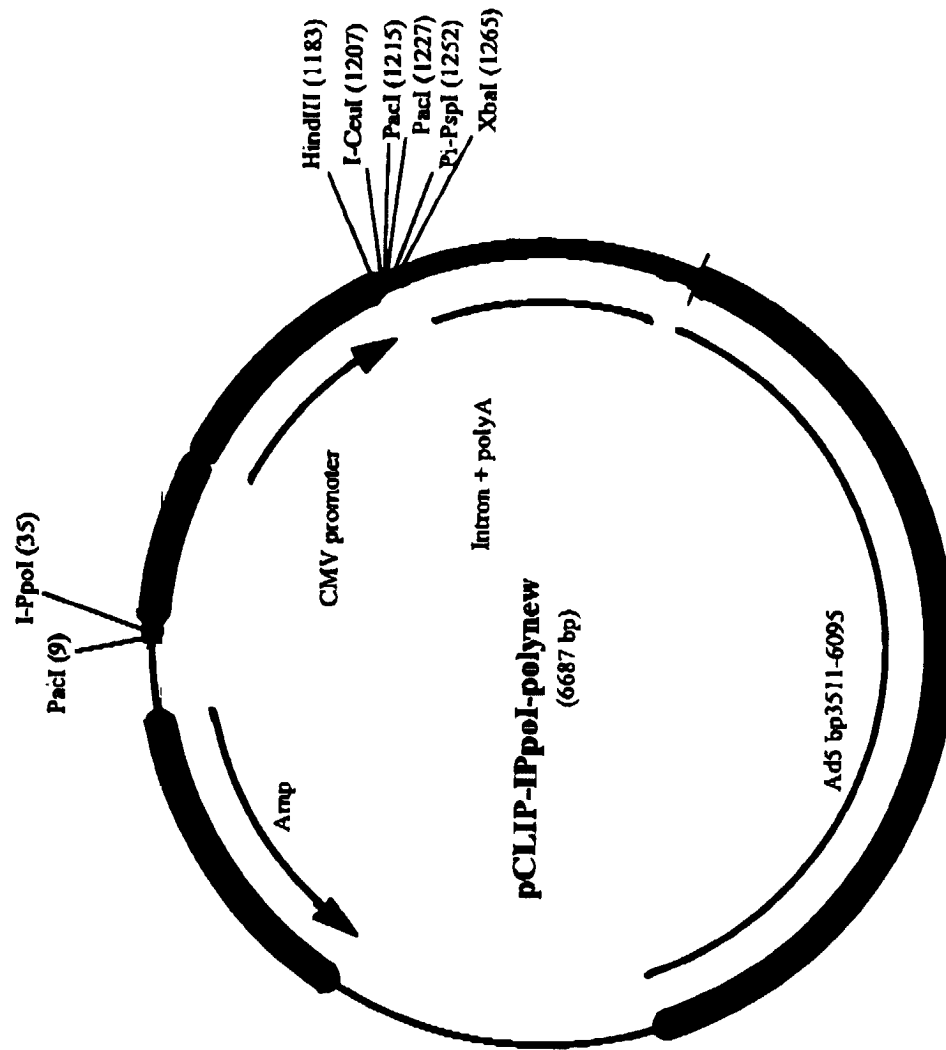 PacI (9)
I-PpoI (35)
HindIII (1183)
I-CeuI (1207)
PacI (1215)
PacI (1227)
Pi-PspI (1252)
XbaI (1265)
CMV promoter
Intron + polyA
Amp
pCLIP-IPpoI-polynew
(6687 bp)
Ad5 bp3511-6095